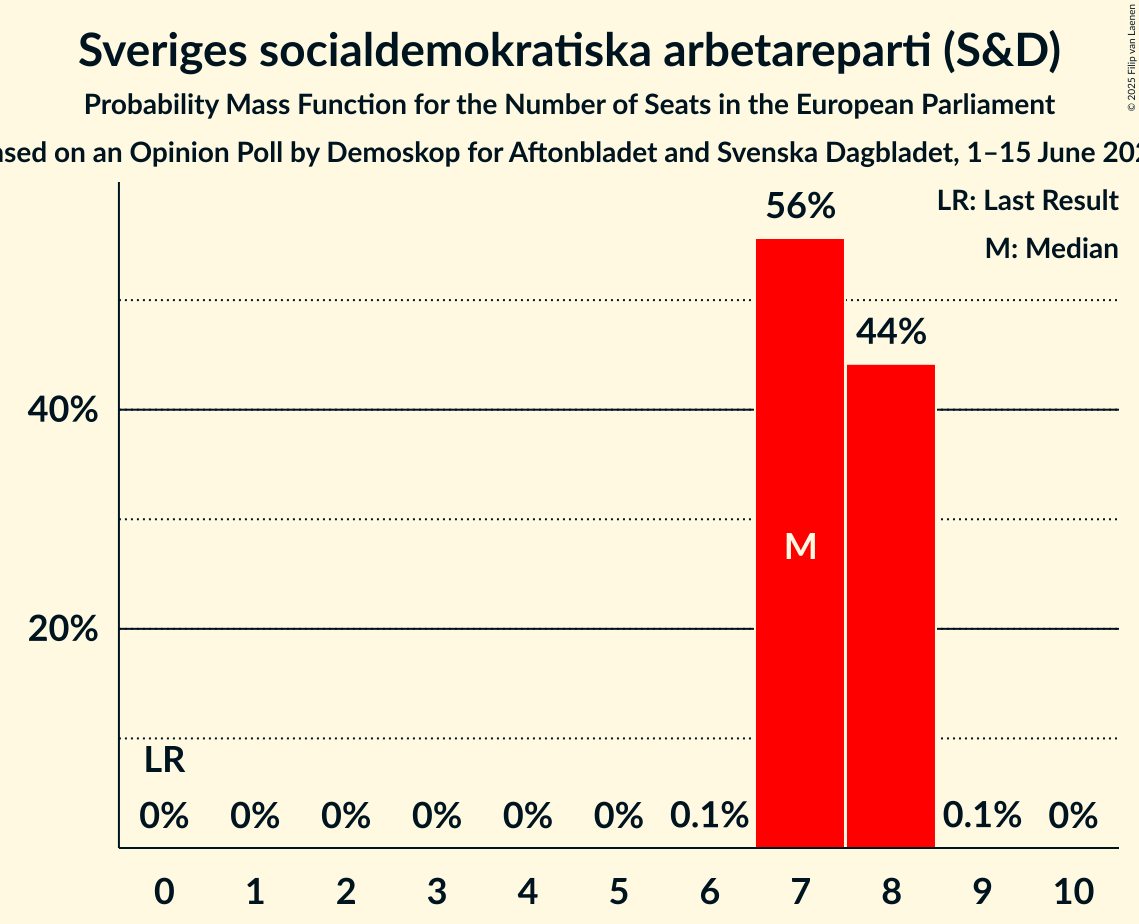 Sveriges socialdemokratiska arbetareparti (S&D)
Probability Mass Function for the Number of Seats in the European Parliament
on an Opinion Poll by Demoskop for Aftonbladet and Svenska Dagbladet, 1–15 June
© 2025 Filip van Laenen
LR: Last Result
M: Median
56%
44%
40%
M
20%
LR
0% 0% 0% 0% 0% 0% 0.1% 0.1% 0%
0 1 2 3 4 5 6 7 8 9 10